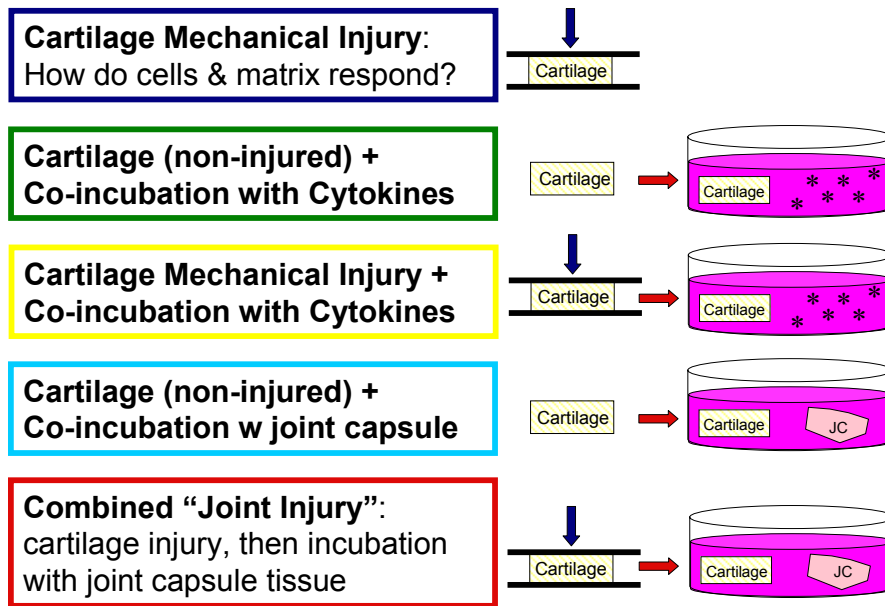 Cartilage Mechanical Injury:
How do cells & matrix respond?
Cartilage
Cartilage (non-injured) +
Co-incubation with Cytokines
Cartilage
Cartilage
* * * * * *
Cartilage Mechanical Injury +
Co-incubation with Cytokines
Cartilage
Cartilage
* * * * * *
Cartilage (non-injured) +
Co-incubation w joint capsule
Cartilage
Cartilage
JC
Combined “Joint Injury”:
cartilage injury, then incubation
with joint capsule tissue
Cartilage
Cartilage
JC